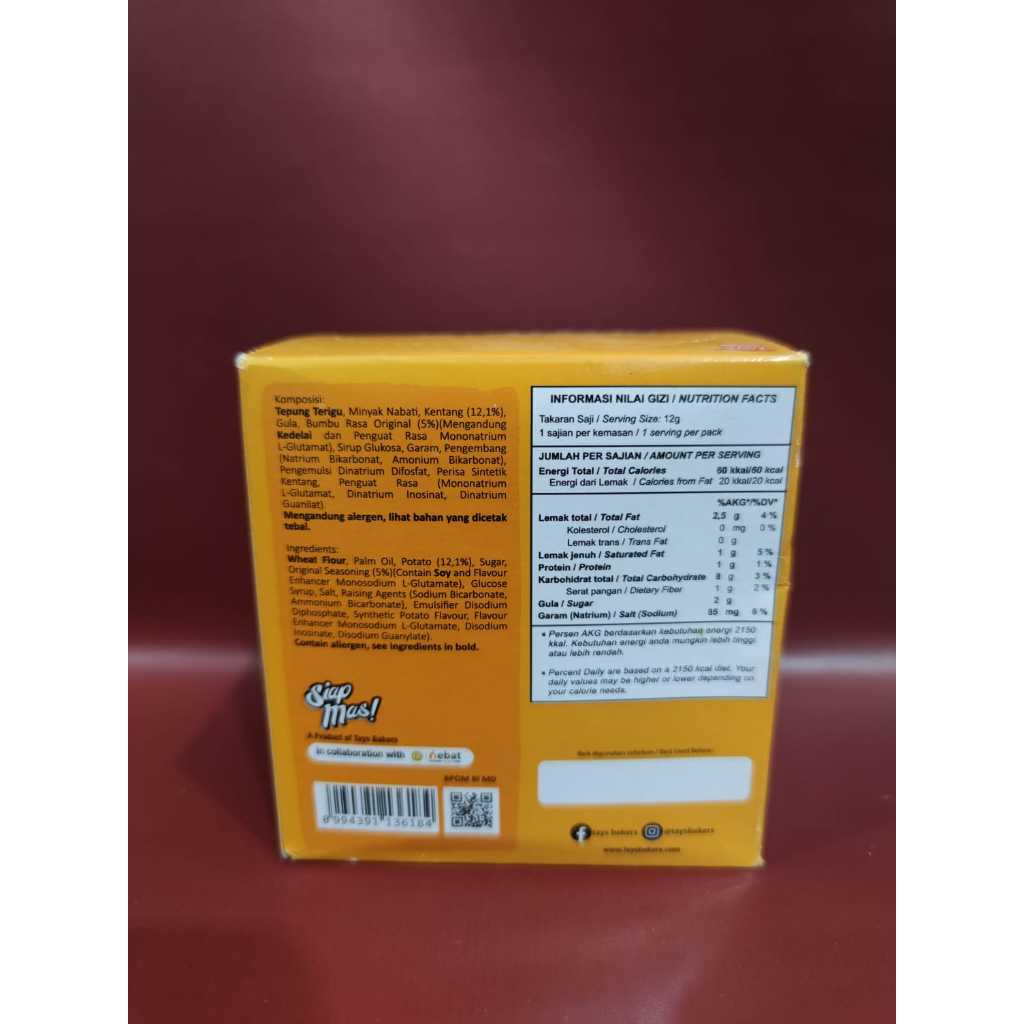 Komposisi:
Tepung Terigu, Minyak Nabati, Kentang (12,1%),
Gula, Bumbu Rasa Original (5%)(Mengandung
Kedelai dan Penguat Rasa Mononatrium
L-Glutamat), Sirup Glukosa, Garam, Pengembang
(Natrium Bikarbonat, Amonium Bikarbonat),
Pengemulsi Dinatrium Difosfat, Perisa Sintetik
Kentang, Penguat Rasa (Mononatrium
L-Glutamat, Dinatrium Inosinat, Dinatrium
Guanilat).
Mengandung alergen, lihat bahan yang dicetak
tebal.
Ingredients:
Wheat Flour, Palm Oil, Potato (12,1%), Sugar,
Original Seasoning (5%)(Contain Soy and Flavour
Enhancer Monosodium L-Glutamate), Glucose
Syrup, Salt, Raising Agents (Sodium Bicarbonate,
Ammonium Bicarbonate), Emulsifier Disodium
Diphosphate, Synthetic Potato Flavour, Flavour
Enhancer Monosodium L-Glutamate, Disodium
Inosinate, Disodium Guanylate).
Contain allergen, see ingredients in bold.
Siap
Mas!
A Product of Tays Bakers
In collaboration with nebat
BPOM RI MD
8994391 136184
INFORMASI NILAI GIZI / NUTRITION FACTS
Takaran Saji / Serving Size: 12g
1 sajian per kemasan / 1 serving per pack
JUMLAH PER SAJIAN / AMOUNT PER SERVING
Energi Total / Total Calories 60 kkal/60 kcal
Energi dari Lemak / Calories from Fat 20 kkal/20 kcal
%AKG*/%DV*
Lemak total / Total Fat 2,5 g 4 %
Kolesterol / Cholesterol 0 mg 0 %
Lemak trans / Trans Fat 0 g
Lemak jenuh / Saturated Fat 1 g 5 %
Protein / Protein 1 g 1 %
Karbohidrat total / Total Carbohydrate 8 g 3 %
Serat pangan / Dietary Fiber 1 g 2 %
Gula / Sugar 2 g
Garam (Natrium) / Salt (Sodium) 85 mg 6 %
• Persen AKG berdasarkan kebutuhan energi 2150
kkal. Kebutuhan energi anda mungkin lebih tinggi
atau lebih rendah.
• Percent Daily are based on a 2150 kcal diet. Your
daily values may be higher or lower depending on
your calorie needs.
Baik digunakan sebelum / Best Used Before:
tays bakers @taysbakers
www.taysbakers.com